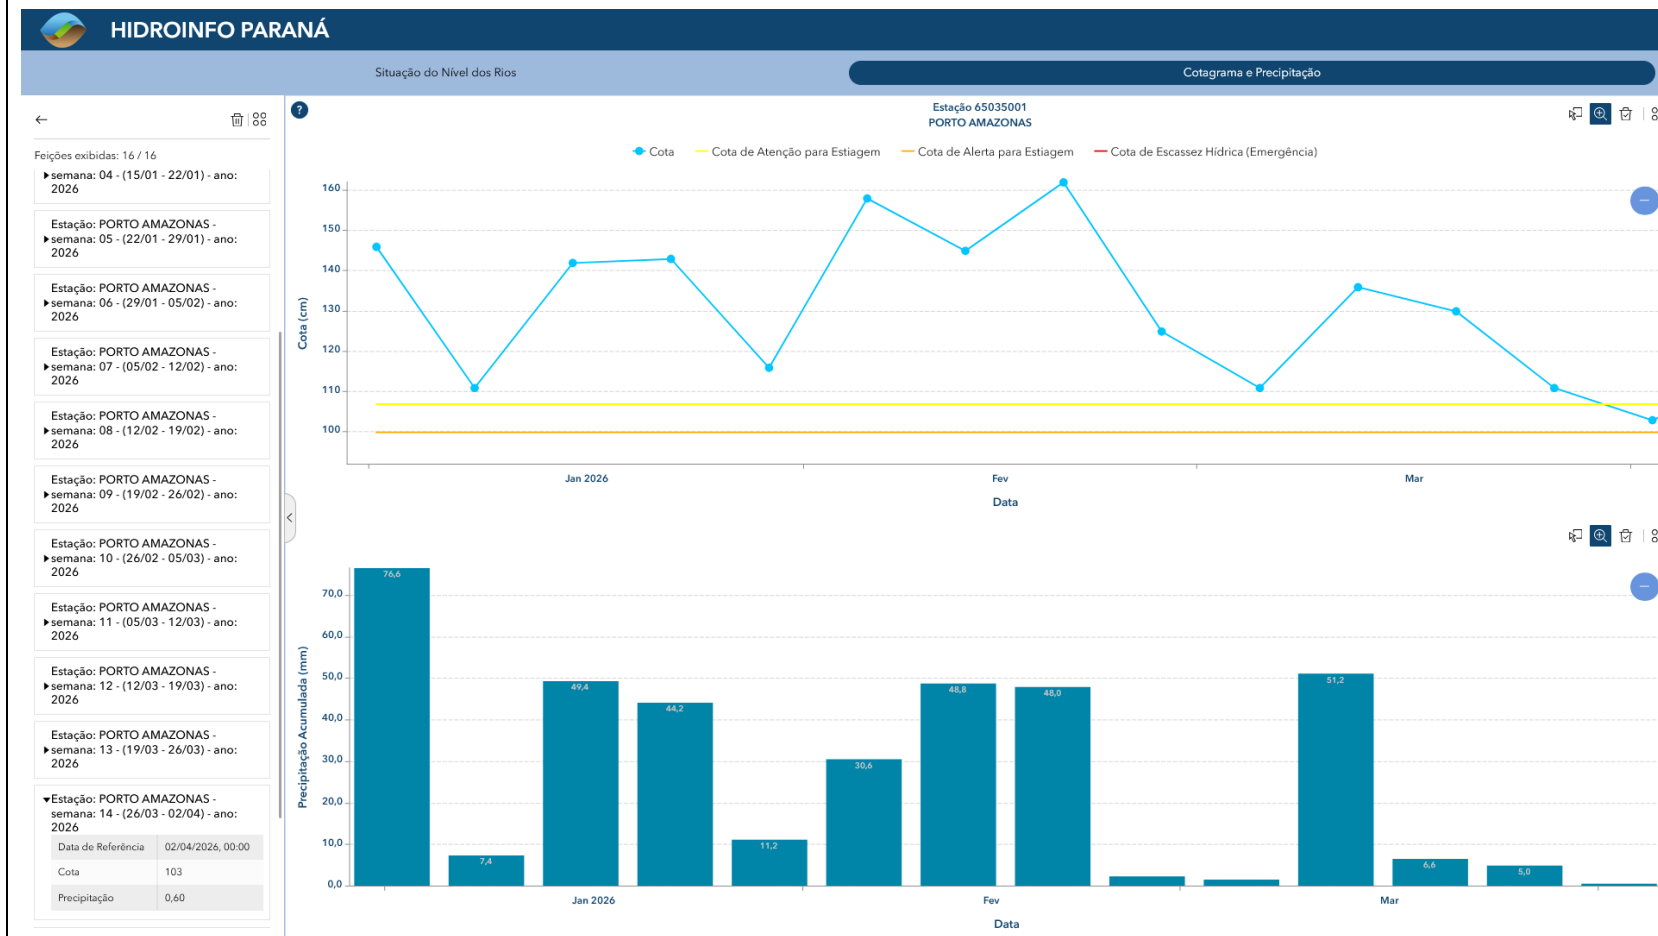 HIDROINFO PARANÁ
Situação do Nível dos Rios
Cotagrama e Precipitação
Feições exibidas: 16 / 16
semana: 04 - (15/01 - 22/01) - ano:
2026
Estação: PORTO AMAZONAS -
semana: 05 - (22/01 - 29/01) - ano:
2026
Estação: PORTO AMAZONAS -
semana: 06 - (29/01 - 05/02) - ano:
2026
Estação: PORTO AMAZONAS -
semana: 07 - (05/02 - 12/02) - ano:
2026
Estação: PORTO AMAZONAS -
semana: 08 - (12/02 - 19/02) - ano:
2026
Estação: PORTO AMAZONAS -
semana: 09 - (19/02 - 26/02) - ano:
2026
Estação: PORTO AMAZONAS -
semana: 10 - (26/02 - 05/03) - ano:
2026
Estação: PORTO AMAZONAS -
semana: 11 - (05/03 - 12/03) - ano:
2026
Estação: PORTO AMAZONAS -
semana: 12 - (12/03 - 19/03) - ano:
2026
Estação: PORTO AMAZONAS -
semana: 13 - (19/03 - 26/03) - ano:
2026
Estação: PORTO AMAZONAS -
semana: 14 - (26/03 - 02/04) - ano:
2026
Data de Referência 02/04/2026, 00:00
Cota 103
Precipitação 0,60
?
Estação 65035001
PORTO AMAZONAS
Cota Cota de Atenção para Estiagem Cota de Alerta para Estiagem Cota de Escassez Hídrica (Emergência)
Cota (cm)
160
150
140
130
120
110
100
Jan 2026 Fev Mar
Data
Precipitação Acumulada (mm)
70,0
60,0
50,0
40,0
30,0
20,0
10,0
0,0
76,6
7,4
49,4
44,2
11,2
30,6
48,8
48,0
51,2
6,6
5,0
Jan 2026 Fev Mar
Data